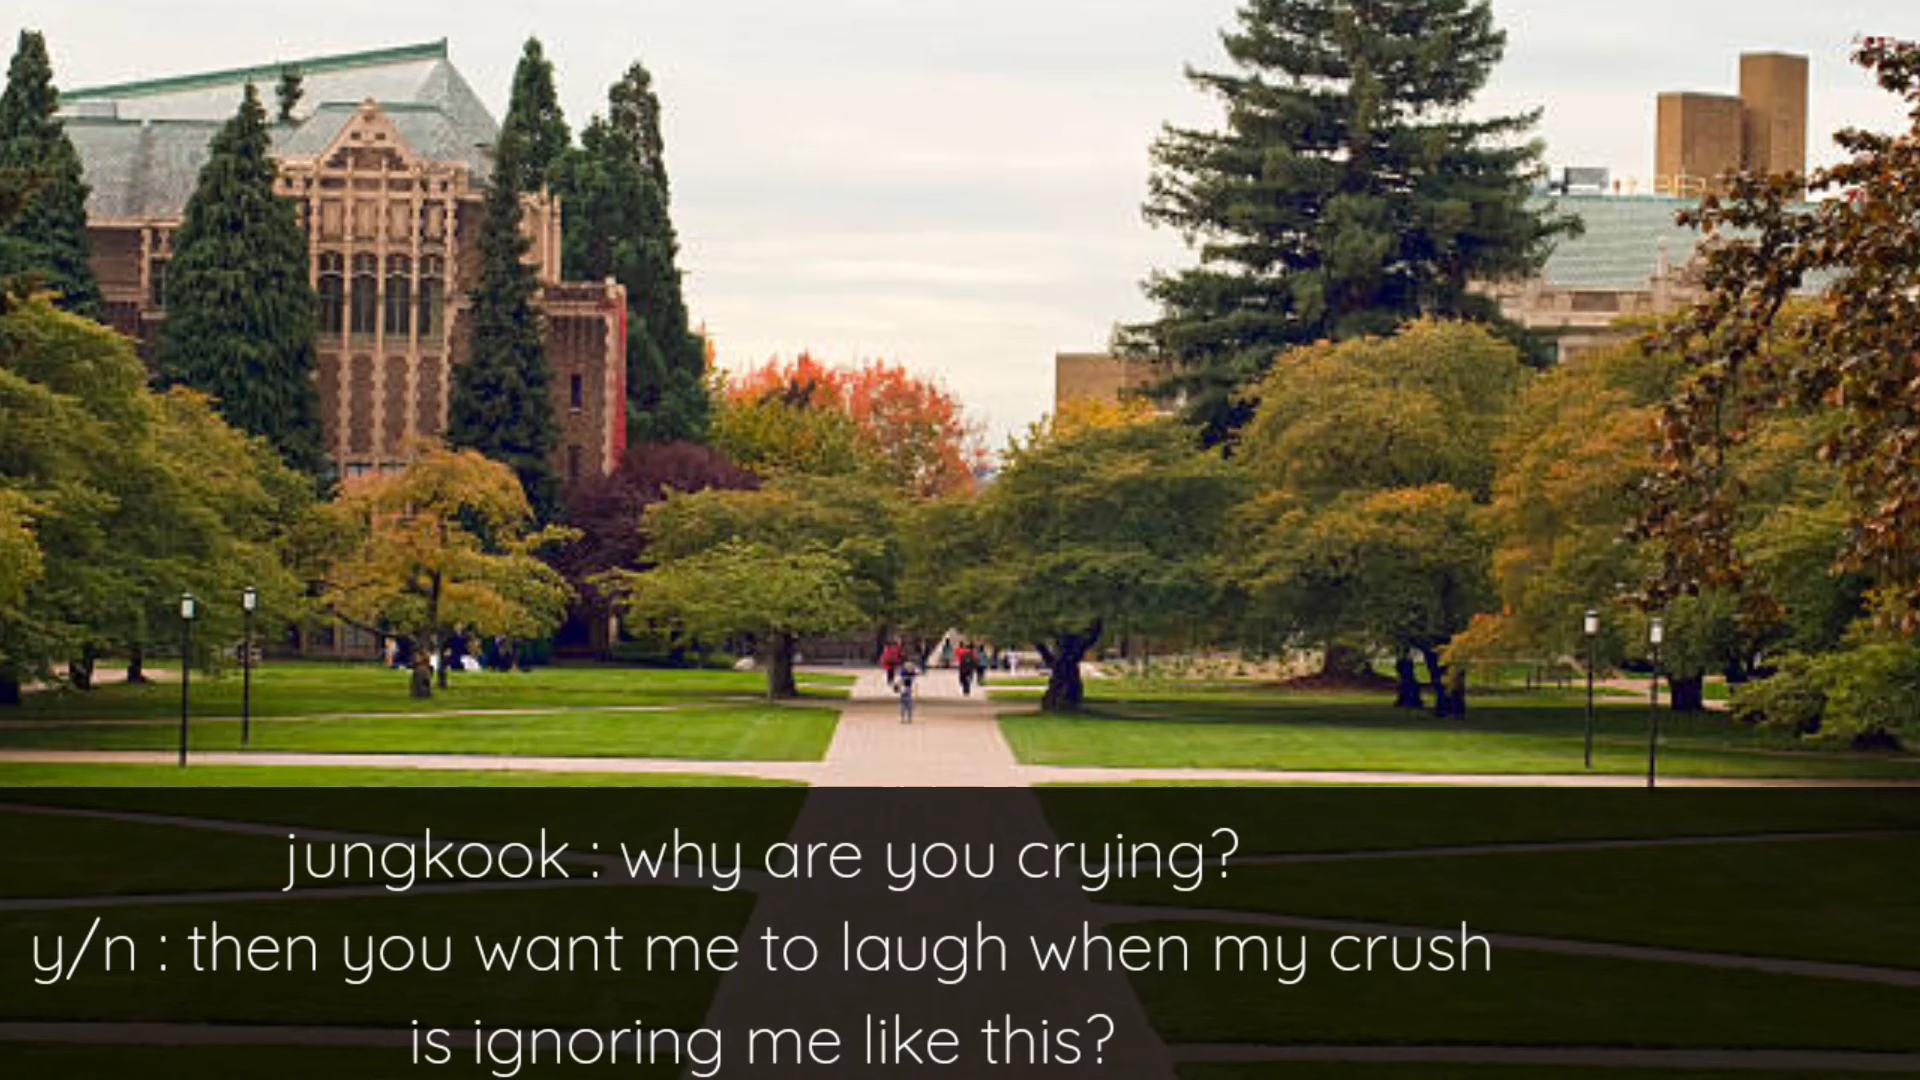 jungkook : why are you crying?
y/n : then you want me to laugh when my crush
is ignoring me like this?